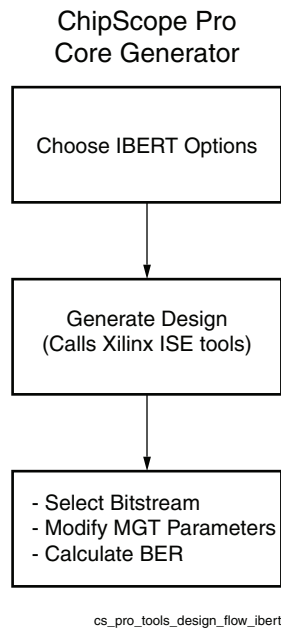 ChipScope Pro
Core Generator
Choose IBERT Options
Generate Design
(Calls Xilinx ISE tools)
- Select Bitstream
- Modify MGT Parameters
- Calculate BER
cs_pro_tools_design_flow_ibert